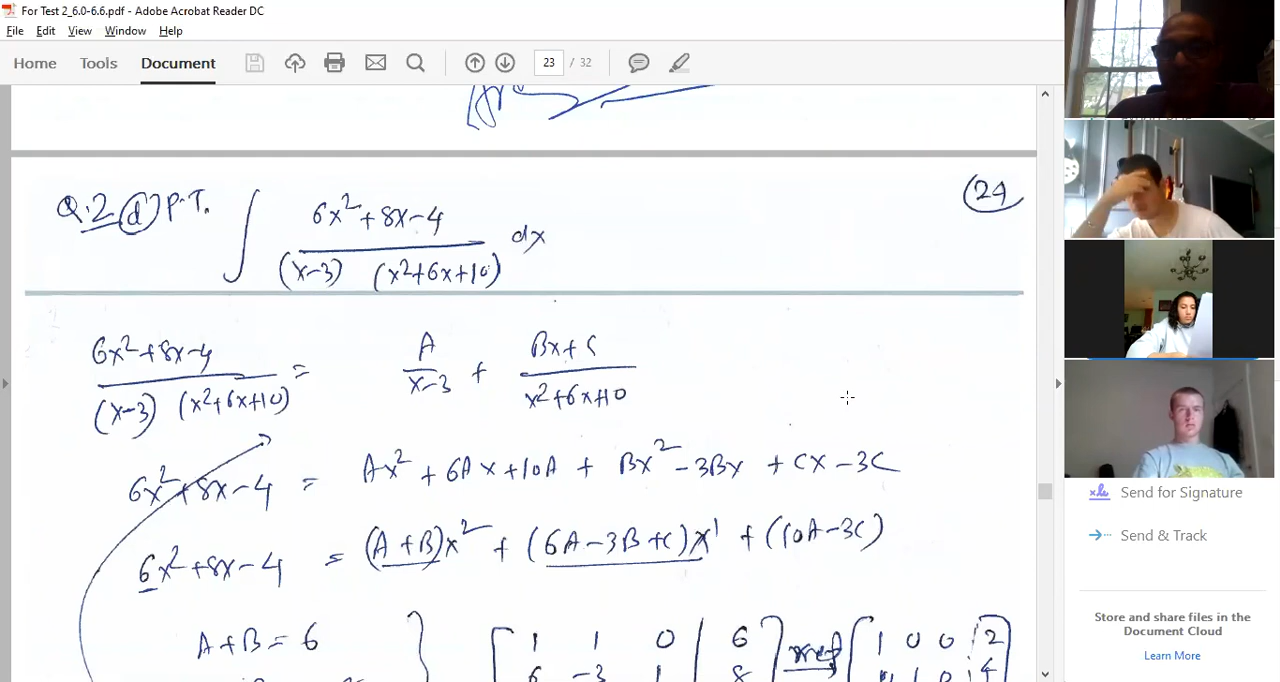 For Test 2_6.0-6.6.pdf - Adobe Acrobat Reader DC
File Edit View Window Help
Home Tools Document 23 / 32
Q.2 (d) P.T. ∫ 6x²+8x-4 / (x-3) (x²+6x+10) dx
24
6x²+8x-4 / (x-3) (x²+6x+10) = A / x-3 + Bx+C / x²+6x+10
6x²+8x-4 = Ax² + 6Ax+10A + Bx² - 3Bx + Cx - 3C
6x²+8x-4 = (A+B)x² + (6A-3B+C)x¹ + (10A-3C)
A+B = 6 } [ 1 1 0 | 6 ] rref [ 1 0 0 | 2 ]
6 -3 1 8
Send for Signature
Send & Track
Store and share files in the
Document Cloud
Learn More